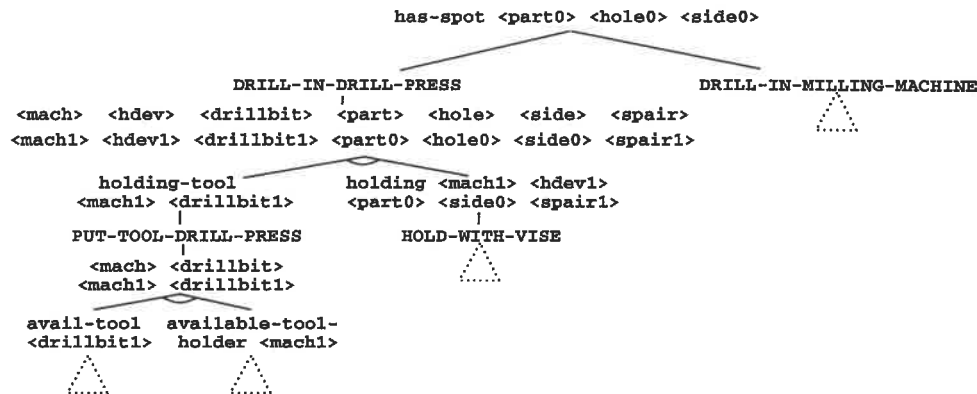 has-spot <part0> <hole0> <side0>
DRILL-IN-DRILL-PRESS DRILL-IN-MILLING-MACHINE
<mach> <hdev> <drillbit> <part> <hole> <side> <spair>
<mach1> <hdev1> <drillbit1> <part0> <hole0> <side0> <spair1>
holding-tool holding <mach1> <hdev1>
<mach1> <drillbit1> <part0> <side0> <spair1>
PUT-TOOL-DRILL-PRESS HOLD-WITH-VISE
<mach> <drillbit>
<mach1> <drillbit1>
avail-tool available-tool-
<drillbit1> holder <mach1>